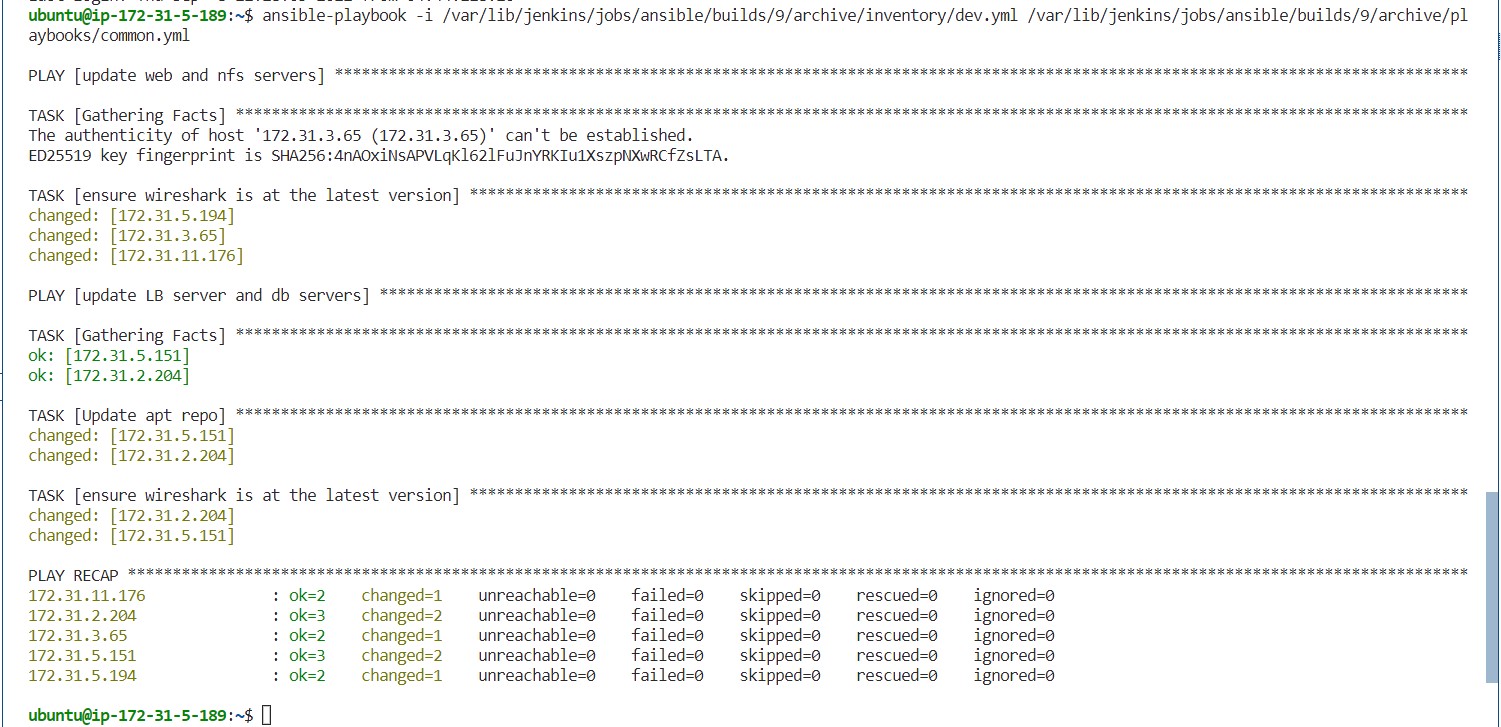 ubuntu@ip-172-31-5-189:~$ ansible-playbook -i /var/lib/jenkins/jobs/ansible/builds/9/archive/inventory/dev.yml /var/lib/jenkins/jobs/ansible/builds/9/archive/pl
aybooks/common.yml
PLAY [update web and nfs servers] ******************************************************************************************************************************
TASK [Gathering Facts] *****************************************************************************************************************************************
The authenticity of host '172.31.3.65 (172.31.3.65)' can't be established.
ED25519 key fingerprint is SHA256:4nAOxiNsAPVLqKl62lFuJnYRKIu1XszpNXwRCfZsLTA.
TASK [ensure wireshark is at the latest version] ***************************************************************************************************************
changed: [172.31.5.194]
changed: [172.31.3.65]
changed: [172.31.11.176]
PLAY [update LB server and db servers] *************************************************************************************************************************
TASK [Gathering Facts] *****************************************************************************************************************************************
ok: [172.31.5.151]
ok: [172.31.2.204]
TASK [Update apt repo] *****************************************************************************************************************************************
changed: [172.31.5.151]
changed: [172.31.2.204]
TASK [ensure wireshark is at the latest version] ***************************************************************************************************************
changed: [172.31.2.204]
changed: [172.31.5.151]
PLAY RECAP *****************************************************************************************************************************************************
172.31.11.176 : ok=2 changed=1 unreachable=0 failed=0 skipped=0 rescued=0 ignored=0
172.31.2.204 : ok=3 changed=2 unreachable=0 failed=0 skipped=0 rescued=0 ignored=0
172.31.3.65 : ok=2 changed=1 unreachable=0 failed=0 skipped=0 rescued=0 ignored=0
172.31.5.151 : ok=3 changed=2 unreachable=0 failed=0 skipped=0 rescued=0 ignored=0
172.31.5.194 : ok=2 changed=1 unreachable=0 failed=0 skipped=0 rescued=0 ignored=0
ubuntu@ip-172-31-5-189:~$